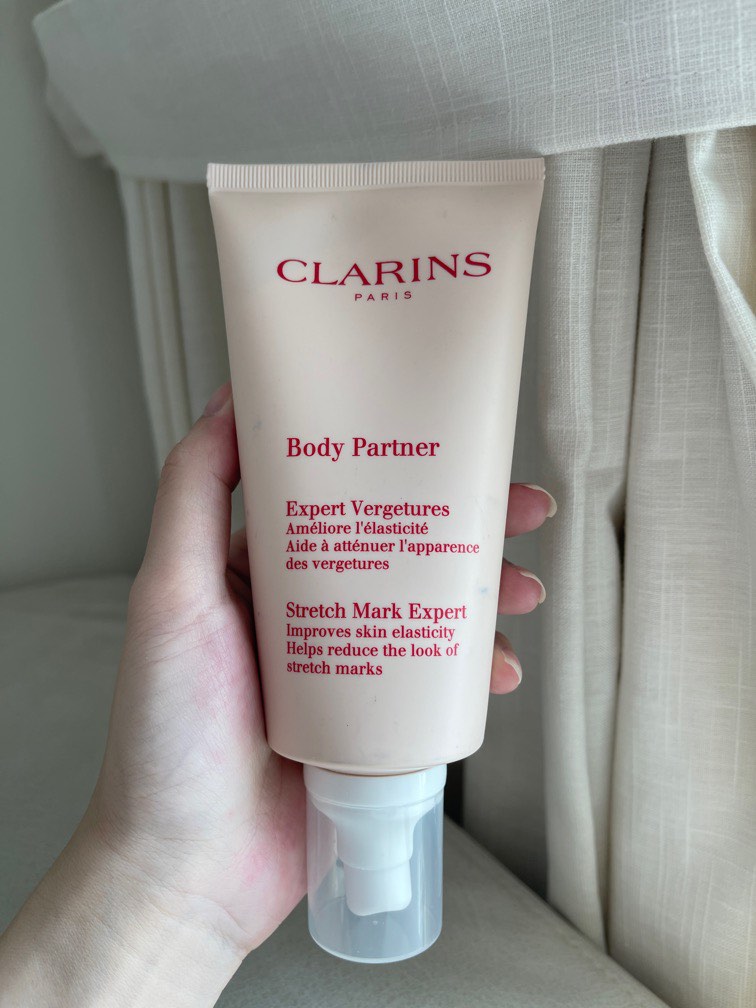 CLARINS
PARIS
Body Partner
Expert Vergetures
Améliore l'élasticité
Aide à atténuer l'apparence
des vergetures
Stretch Mark Expert
Improves skin elasticity
Helps reduce the look of
stretch marks